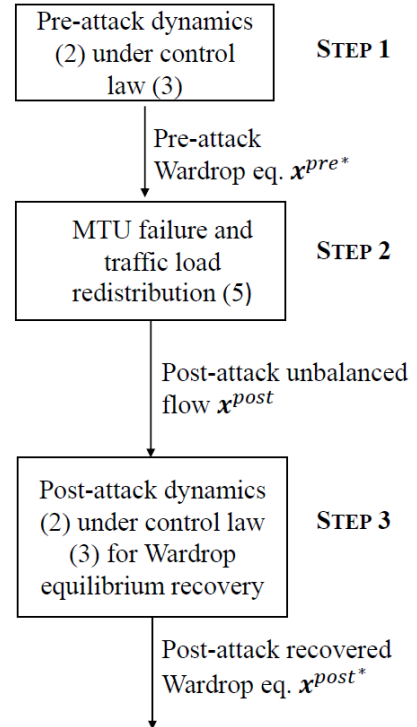 Pre-attack dynamics
(2) under control
law (3)
STEP 1
Pre-attack
Wardrop eq. x^{pre*}
MTU failure and
traffic load
redistribution (5)
STEP 2
Post-attack unbalanced
flow x^{post}
Post-attack dynamics
(2) under control law
(3) for Wardrop
equilibrium recovery
STEP 3
Post-attack recovered
Wardrop eq. x^{post*}